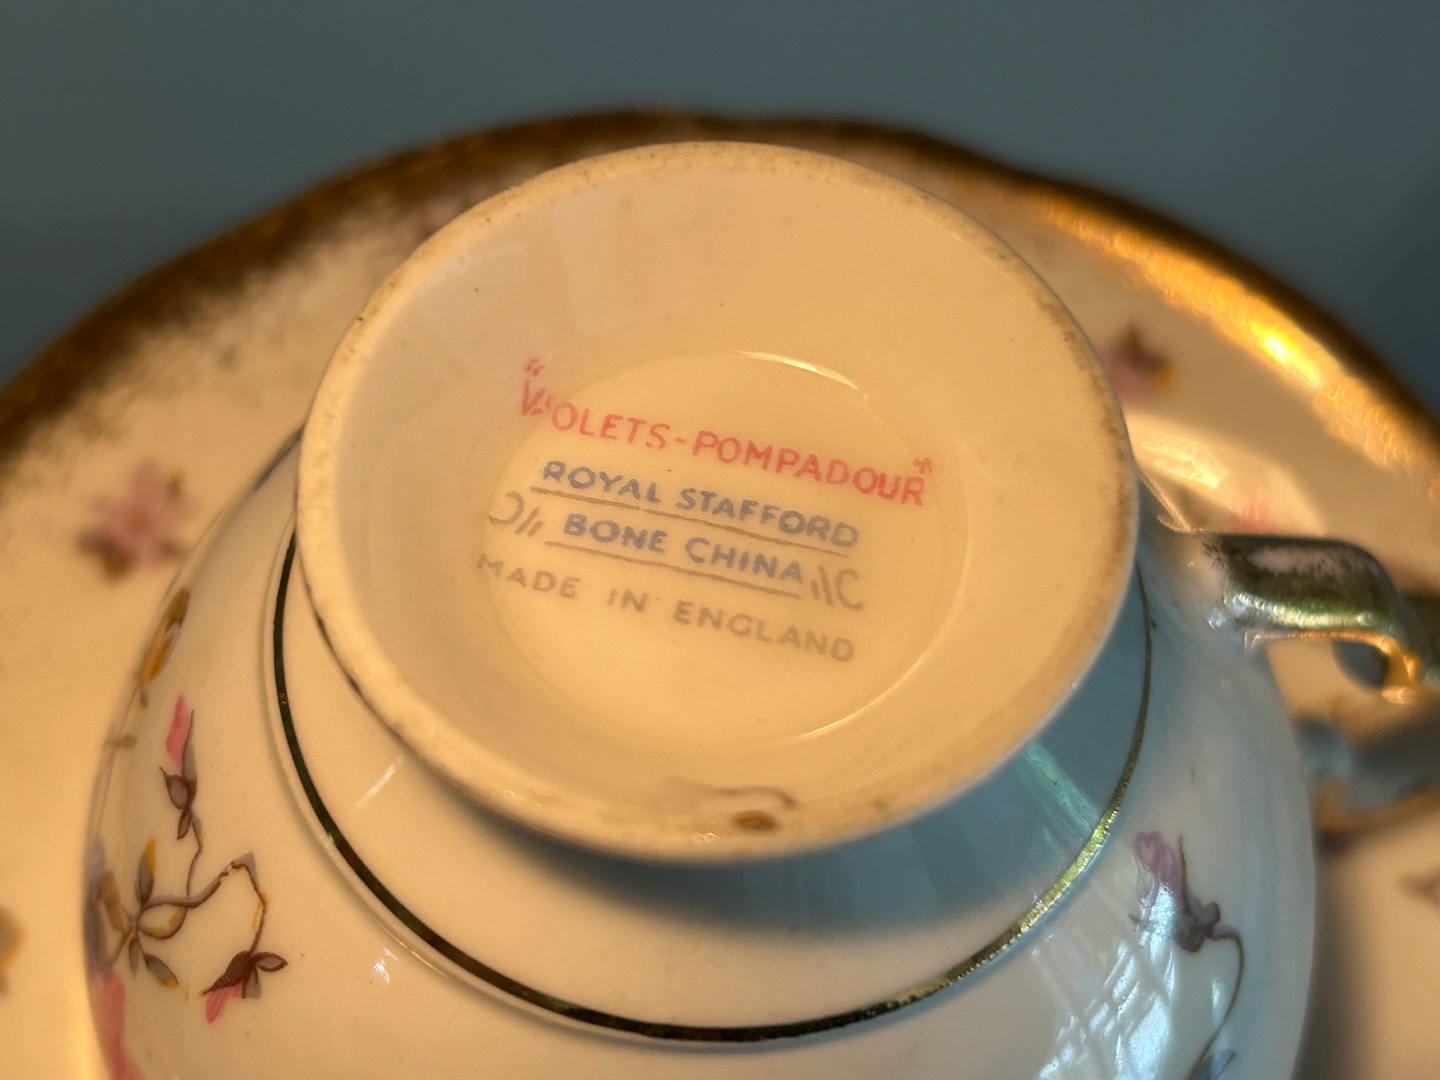 "VIOLETS-POMPADOUR"
ROYAL STAFFORD
BONE CHINA
MADE IN ENGLAND